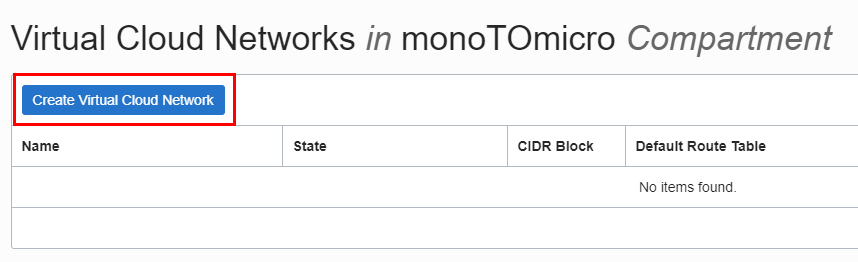 Virtual Cloud Networks in monoTOmicro Compartment
Create Virtual Cloud Network
Name State CIDR Block Default Route Table
No items found.